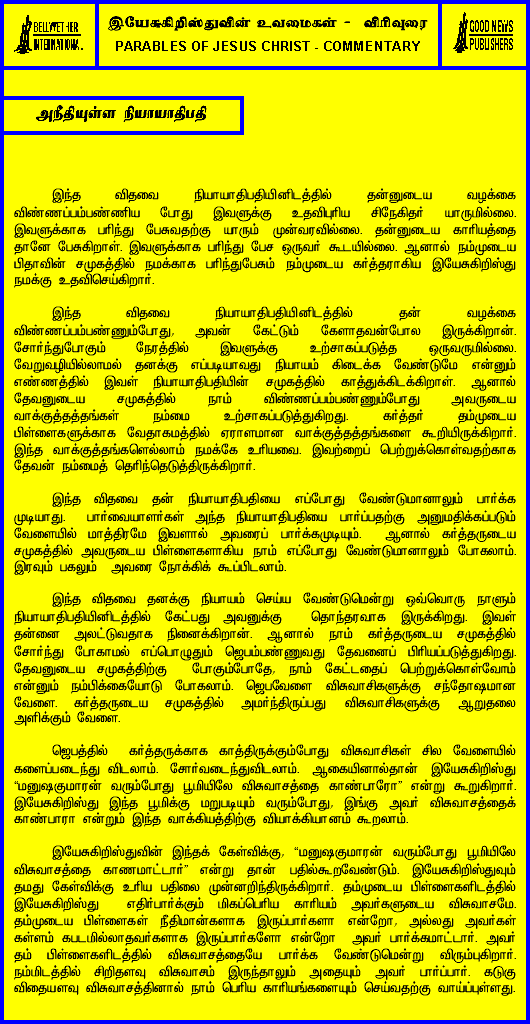 BELLWETHER
INTERNATIONAL
இயேசுகிறிஸ்துவின் உவமைகள் - விரிவுரை
PARABLES OF JESUS CHRIST - COMMENTARY
GOOD NEWS
PUBLISHERS
அநீதியுள்ள நியாயாதிபதி
இந்த விதவை நியாயாதிபதியினிடத்தில் தன்னுடைய வழக்கை
விண்ணப்பம்பண்ணிய போது இவளுக்கு உதவிபுரிய சிநேகிதர் யாருமில்லை.
இவளுக்காக பரிந்து பேசுவதற்கு யாரும் முன்வரவில்லை. தன்னுடைய காரியத்தை
தானே பேசுகிறாள். இவளுக்காக பரிந்து பேச ஒருவர் கூடயில்லை. ஆனால் நம்முடைய
பிதாவின் சமுகத்தில் நமக்காக பரிந்துபேசும் நம்முடைய கர்த்தராகிய இயேசுகிறிஸ்து
நமக்கு உதவிசெய்கிறார்.
இந்த விதவை நியாயாதிபதியினிடத்தில் தன் வழக்கை
விண்ணப்பம்பண்ணும்போது, அவன் கேட்டும் கேளாதவன்போல இருக்கிறான்.
சோர்ந்துபோகும் நேரத்தில் இவளுக்கு உற்சாகப்படுத்த ஒருவருமில்லை.
வேறுவழியில்லாமல் தனக்கு எப்படியாவது நியாயம் கிடைக்க வேண்டுமே என்னும்
எண்ணத்தில் இவள் நியாயாதிபதியின் சமுகத்தில் காத்துக்கிடக்கிறாள். ஆனால்
தேவனுடைய சமுகத்தில் நாம் விண்ணப்பம்பண்ணும்போது அவருடைய
வாக்குத்தத்தங்கள் நம்மை உற்சாகப்படுத்துகிறது. கர்த்தர் தம்முடைய
பிள்ளைகளுக்காக வேதாகமத்தில் ஏராளமான வாக்குத்தத்தங்களை கூறியிருக்கிறார்.
இந்த வாக்குத்தங்களெல்லாம் நமக்கே உரியவை. இவற்றைப் பெற்றுக்கொள்வதற்காக
தேவன் நம்மைத் தெரிந்தெடுத்திருக்கிறார்.
இந்த விதவை தன் நியாயாதிபதியை எப்போது வேண்டுமானாலும் பார்க்க
முடியாது. பார்வையாளர்கள் அந்த நியாயாதிபதியை பார்ப்பதற்கு அனுமதிக்கப்படும்
வேளையில் மாத்திரமே இவளால் அவரைப் பார்க்கமுடியும். ஆனால் கர்த்தருடைய
சமுகத்தில் அவருடைய பிள்ளைகளாகிய நாம் எப்போது வேண்டுமானாலும் போகலாம்.
இரவும் பகலும் அவரை நோக்கிக் கூப்பிடலாம்.
இந்த விதவை தனக்கு நியாயம் செய்ய வேண்டுமென்று ஒவ்வொரு நாளும்
நியாயாதிபதியினிடத்தில் கேட்பது அவனுக்கு தொந்தரவாக இருக்கிறது. இவள்
தன்னை அலட்டுவதாக நினைக்கிறான். ஆனால் நாம் கர்த்தருடைய சமுகத்தில்
சோர்ந்து போகாமல் எப்பொழுதும் ஜெபம்பண்ணுவது தேவனைப் பிரியப்படுத்துகிறது.
தேவனுடைய சமுகத்திற்கு போகும்போதே, நாம் கேட்டதைப் பெற்றுக்கொள்வோம்
என்னும் நம்பிக்கையோடு போகலாம். ஜெபவேளை விசுவாசிகளுக்கு சந்தோஷமான
வேளை. கர்த்தருடைய சமுகத்தில் அமர்ந்திருப்பது விசுவாசிகளுக்கு ஆறுதலை
அளிக்கும் வேளை.
ஜெபத்தில் கர்த்தருக்காக காத்திருக்கும்போது விசுவாசிகள் சில வேளையில்
களைப்படைந்து விடலாம். சோர்வடைந்துவிடலாம். ஆகையினால்தான் இயேசுகிறிஸ்து
“மனுஷகுமாரன் வரும்போது பூமியிலே விசுவாசத்தை காண்பாரோ” என்று கூறுகிறார்.
இயேசுகிறிஸ்து இந்த பூமிக்கு மறுபடியும் வரும்போது, இங்கு அவர் விசுவாசத்தைக்
காண்பாரா என்றும் இந்த வாக்கியத்திற்கு வியாக்கியானம் கூறலாம்.
இயேசுகிறிஸ்துவின் இந்தக் கேள்விக்கு, “மனுஷகுமாரன் வரும்போது பூமியிலே
விசுவாசத்தை காணமாட்டார்” என்று தான் பதில்கூறவேண்டும். இயேசுகிறிஸ்துவும்
தமது கேள்விக்கு உரிய பதிலை முன்னறிந்திருக்கிறார். தம்முடைய பிள்ளைகளிடத்தில்
இயேசுகிறிஸ்து எதிர்பார்க்கும் மிகப்பெரிய காரியம் அவர்களுடைய விசுவாசமே.
தம்முடைய பிள்ளைகள் நீதிமான்களாக இருப்பார்களா என்றோ, அல்லது அவர்கள்
கள்ளம் கபடமில்லாதவர்களாக இருப்பார்களோ என்றோ அவர் பார்க்கமாட்டார். அவர்
தம் பிள்ளைகளிடத்தில் விசுவாசத்தையே பார்க்க வேண்டுமென்று விரும்புகிறார்.
நம்மிடத்தில் சிறிதளவு விசுவாசம் இருந்தாலும் அதையும் அவர் பார்ப்பார். கடுகு
விதையளவு விசுவாசத்தினால் நாம் பெரிய காரியங்களையும் செய்வதற்கு வாய்ப்புள்ளது.